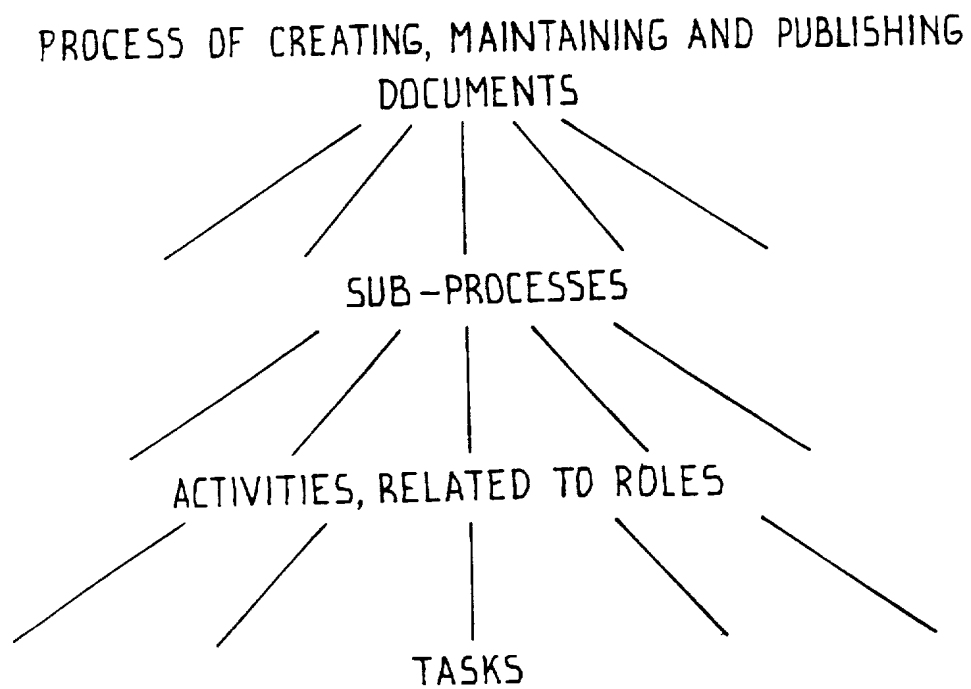 PROCESS OF CREATING, MAINTAINING AND PUBLISHING
DOCUMENTS
SUB-PROCESSES
ACTIVITIES, RELATED TO ROLES
TASKS